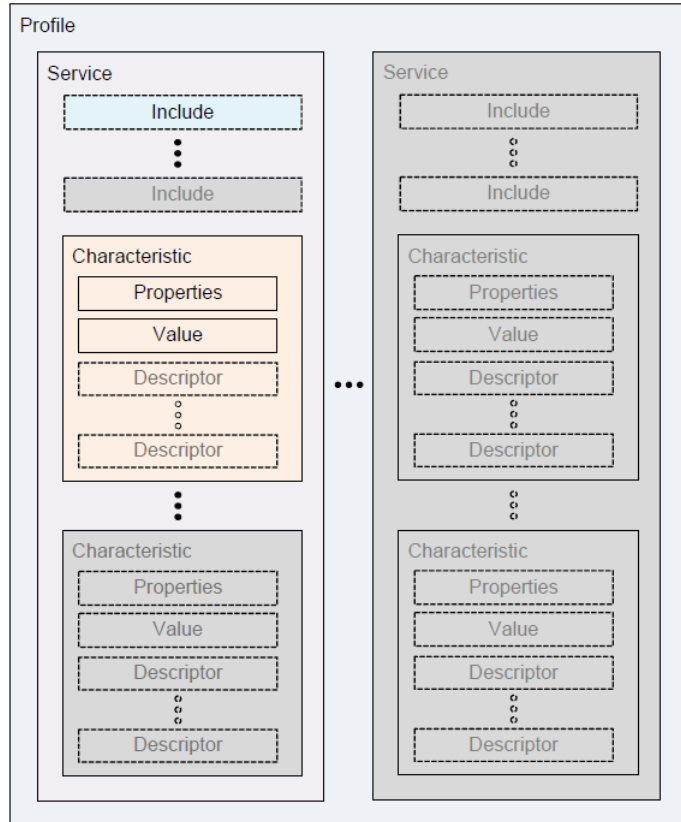 Profile
Service
Include
Include
Characteristic
Properties
Value
Descriptor
Descriptor
Characteristic
Properties
Value
Descriptor
Descriptor
Service
Include
Include
Characteristic
Properties
Value
Descriptor
Descriptor
Characteristic
Properties
Value
Descriptor
Descriptor